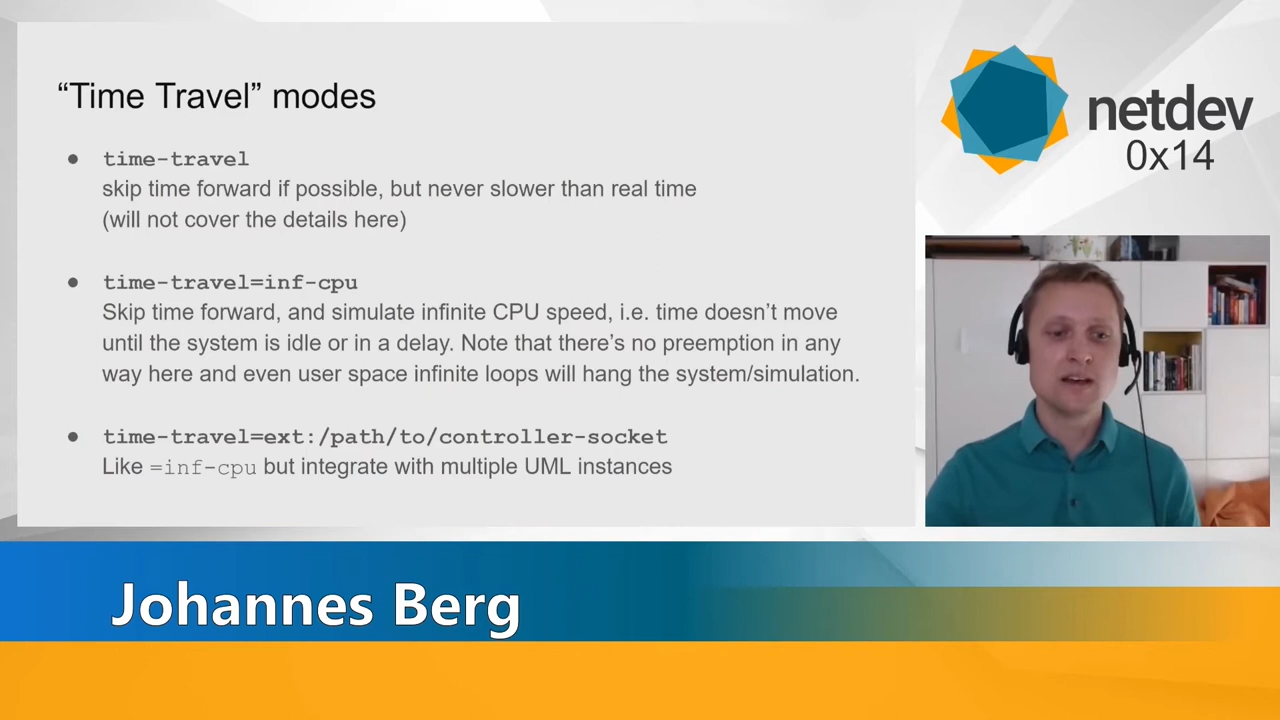 “Time Travel” modes
● time-travel
skip time forward if possible, but never slower than real time
(will not cover the details here)
● time-travel=inf-cpu
Skip time forward, and simulate infinite CPU speed, i.e. time doesn’t move
until the system is idle or in a delay. Note that there’s no preemption in any
way here and even user space infinite loops will hang the system/simulation.
● time-travel=ext:/path/to/controller-socket
Like =inf-cpu but integrate with multiple UML instances
netdev
0x14
Johannes Berg